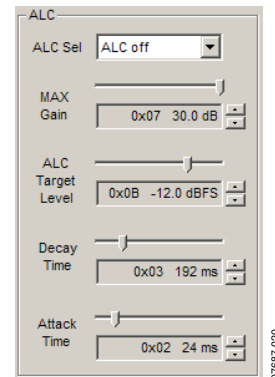 ALC
ALC Sel ALC off
MAX
Gain
0x07 30.0 dB
ALC
Target
Level
0x0B -12.0 dBFS
Decay
Time
0x03 192 ms
Attack
Time
0x02 24 ms